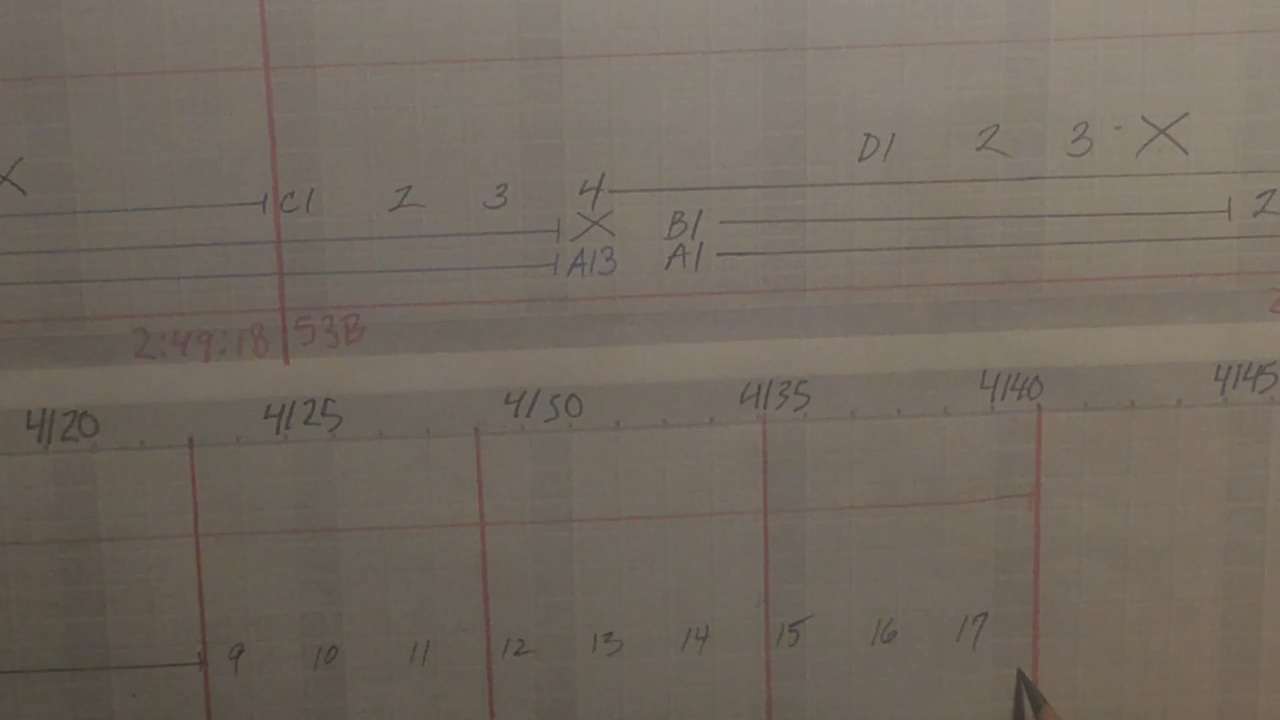 X D1 2 3 X
C1 2 3 4
X B1 2
A13 A1
2:49:18 53B
4120 4125 4130 4135 4140 4145
9 10 11 12 13 14 15 16 17